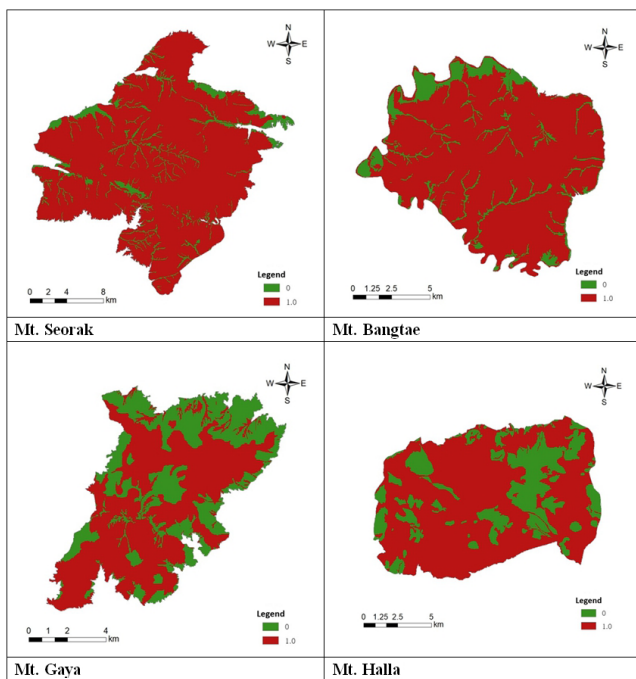 N
W E
S
0 2 4 8
km
Legend
0
1.0
Mt. Seorak
N
W E
S
0 1.25 2.5 5
km
Legend
0
1.0
Mt. Bangtae
N
W E
S
0 1 2 4
km
Legend
0
1.0
Mt. Gaya
N
W E
S
0 1.25 2.5 5
km
Legend
0
1.0
Mt. Halla